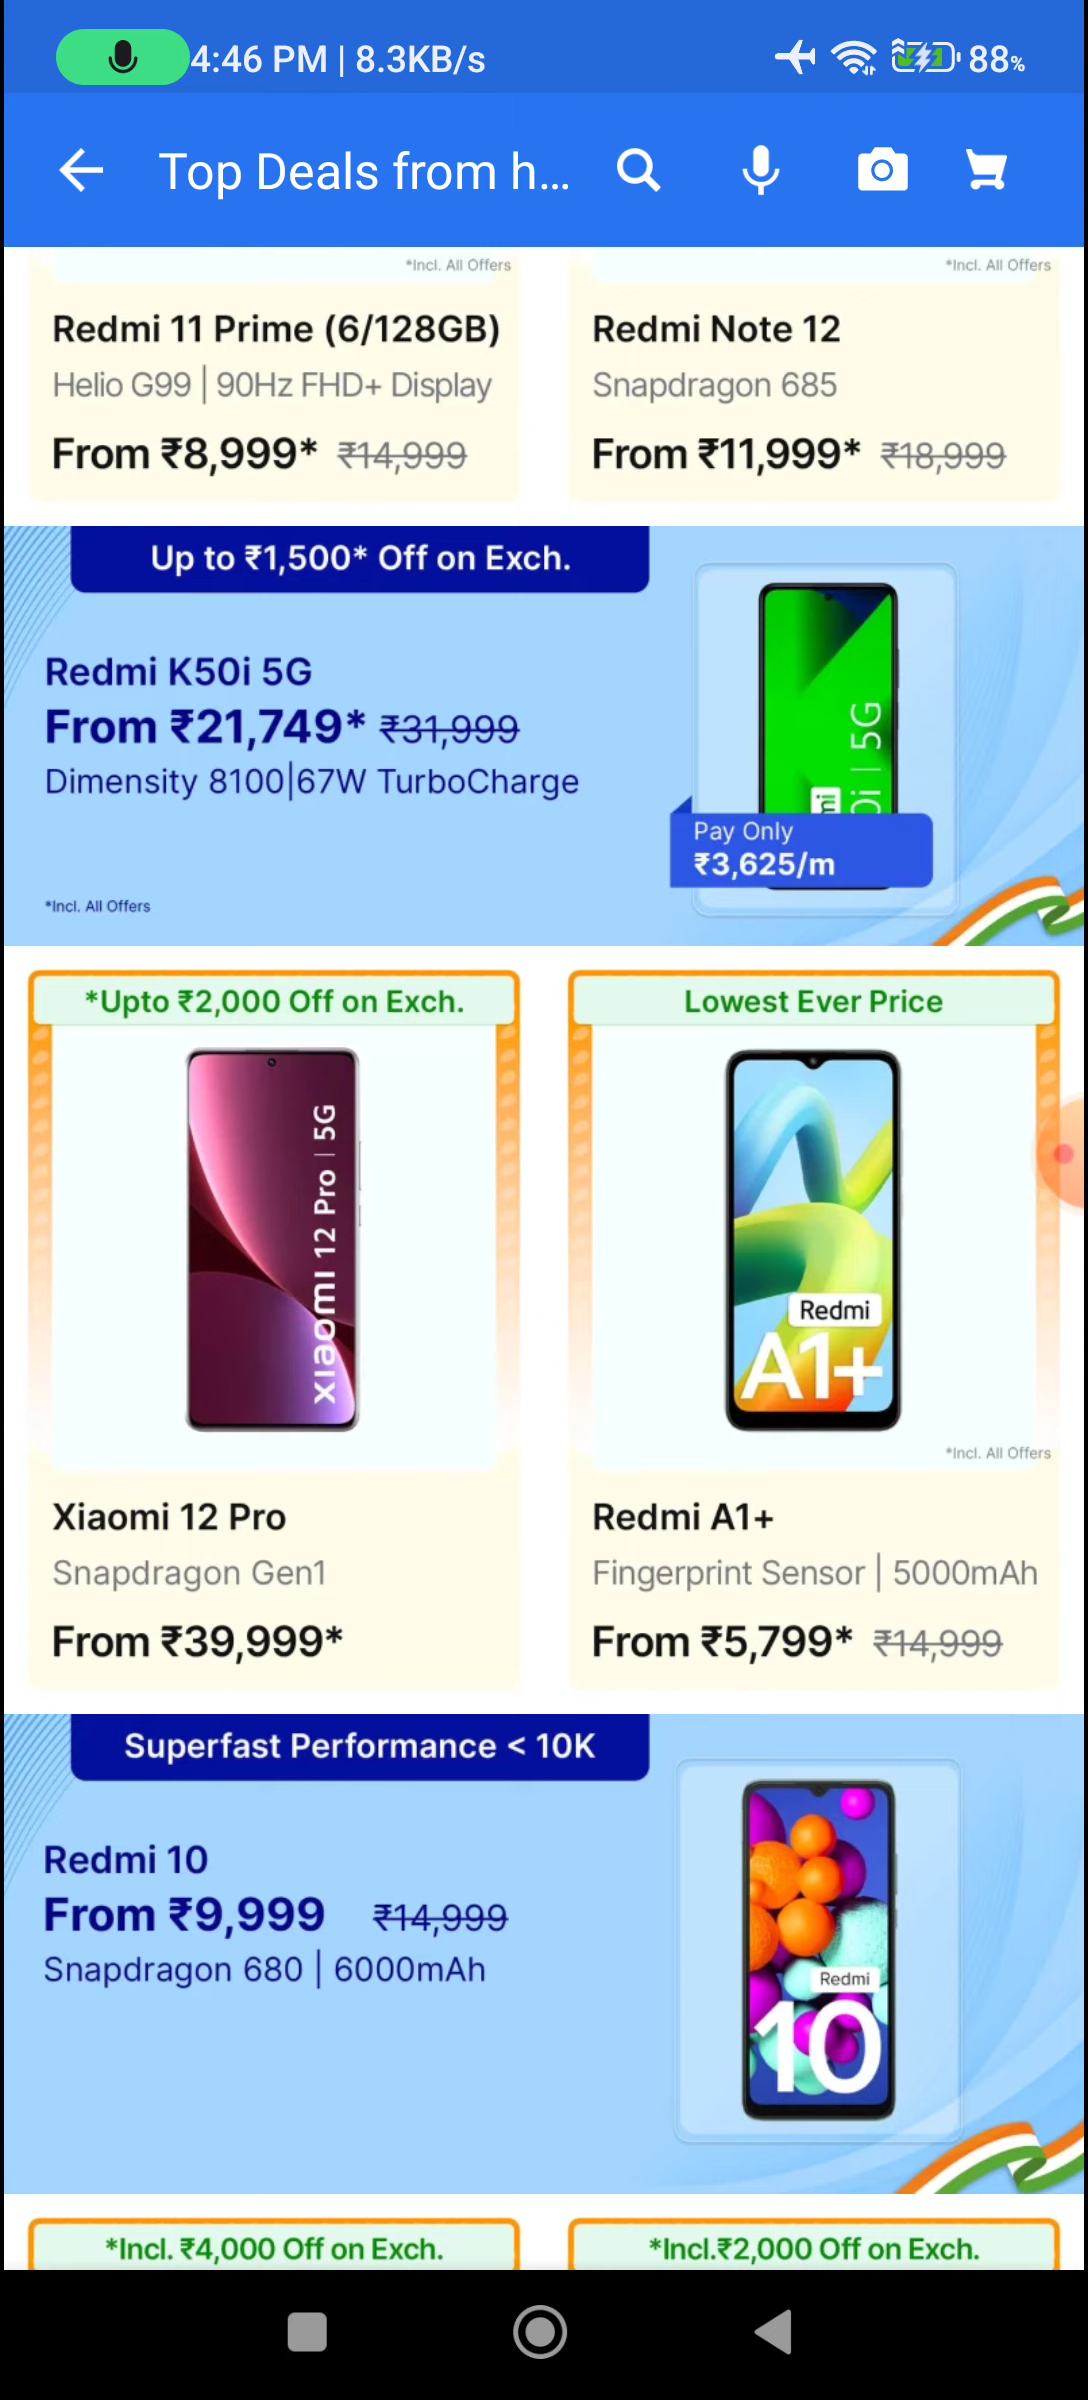 4:46 PM | 8.3KB/s
88%
Top Deals from h...
*Incl. All Offers
*Incl. All Offers
Redmi 11 Prime (6/128GB)
Helio G99 | 90Hz FHD+ Display
From ₹8,999* ₹14,999
Redmi Note 12
Snapdragon 685
From ₹11,999* ₹18,999
Up to ₹1,500* Off on Exch.
Redmi K50i 5G
From ₹21,749* ₹31,999
Dimensity 8100|67W TurboCharge
*Incl. All Offers
0i | 5G
mi
Pay Only
₹3,625/m
*Upto ₹2,000 Off on Exch.
xiaomi 12 Pro | 5G
Xiaomi 12 Pro
Snapdragon Gen1
From ₹39,999*
Lowest Ever Price
Redmi
A1+
*Incl. All Offers
Redmi A1+
Fingerprint Sensor | 5000mAh
From ₹5,799* ₹14,999
Superfast Performance < 10K
Redmi 10
From ₹9,999 ₹14,999
Snapdragon 680 | 6000mAh
Redmi
10
*Incl. ₹4,000 Off on Exch.
*Incl.₹2,000 Off on Exch.